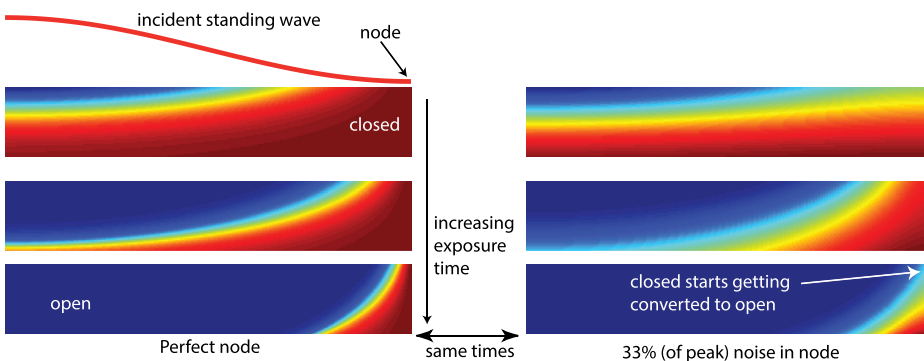 incident standing wave
node
closed
increasing
exposure
time
open
closed starts getting
converted to open
Perfect node
same times
33% (of peak) noise in node